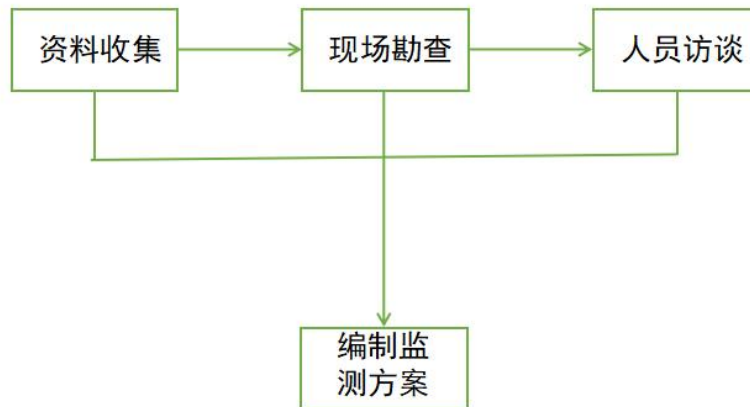 资料收集
现场勘查
人员访谈
编制监
测方案